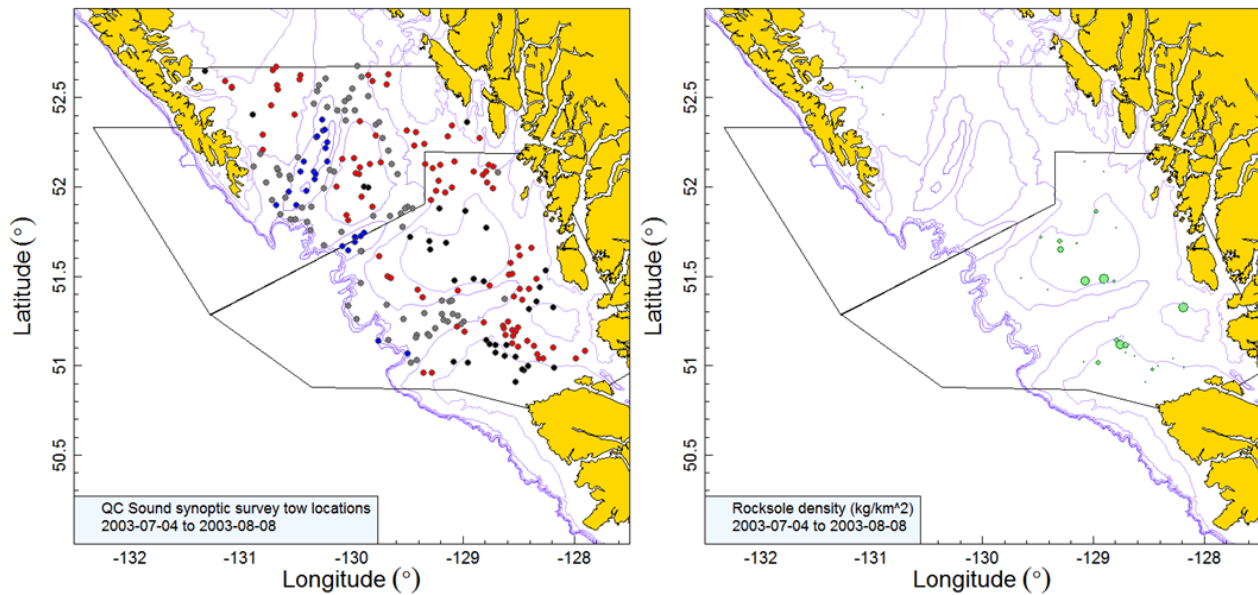 Latitude (°)
52.5
52
51.5
51
50.5
QC Sound synoptic survey tow locations
2003-07-04 to 2003-08-08
-132
-131
-130
-129
-128
Longitude (°)
Latitude (°)
52.5
52
51.5
51
50.5
Rocksole density (kg/km^2)
2003-07-04 to 2003-08-08
-132
-131
-130
-129
-128
Longitude (°)